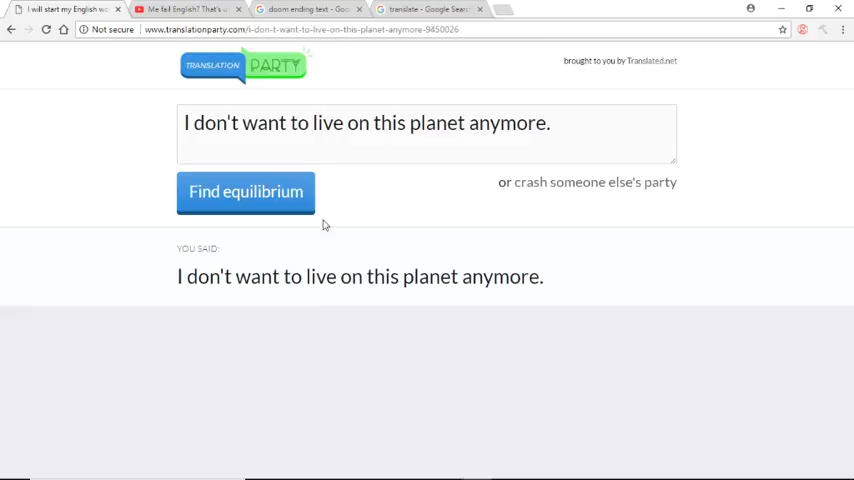 I will start my English wo
Me fail English? That's u
doom ending text - Goo
translate - Google Searc
Not secure www.translationparty.com/i-don-t-want-to-live-on-this-planet-anymore-9450026
TRANSLATION PARTY
brought to you by Translated.net
I don't want to live on this planet anymore.
Find equilibrium
or crash someone else's party
YOU SAID:
I don't want to live on this planet anymore.